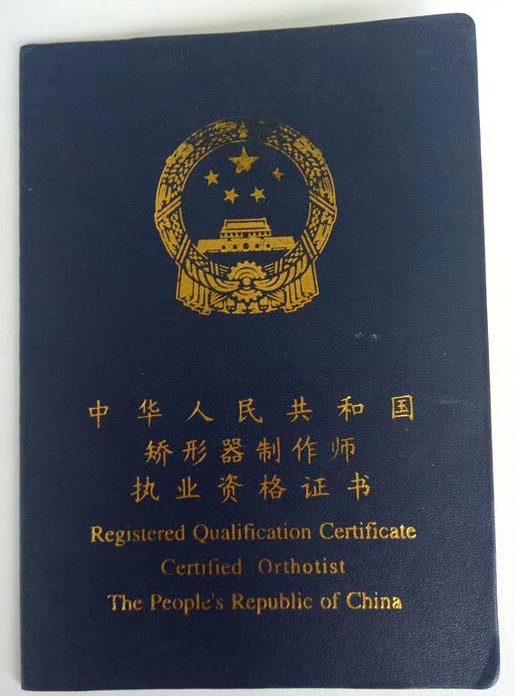 中华人民共和国
矫形器制作师
执业资格证书
Registered Qualification Certificate
Certified Orthotist
The People's Republic of China